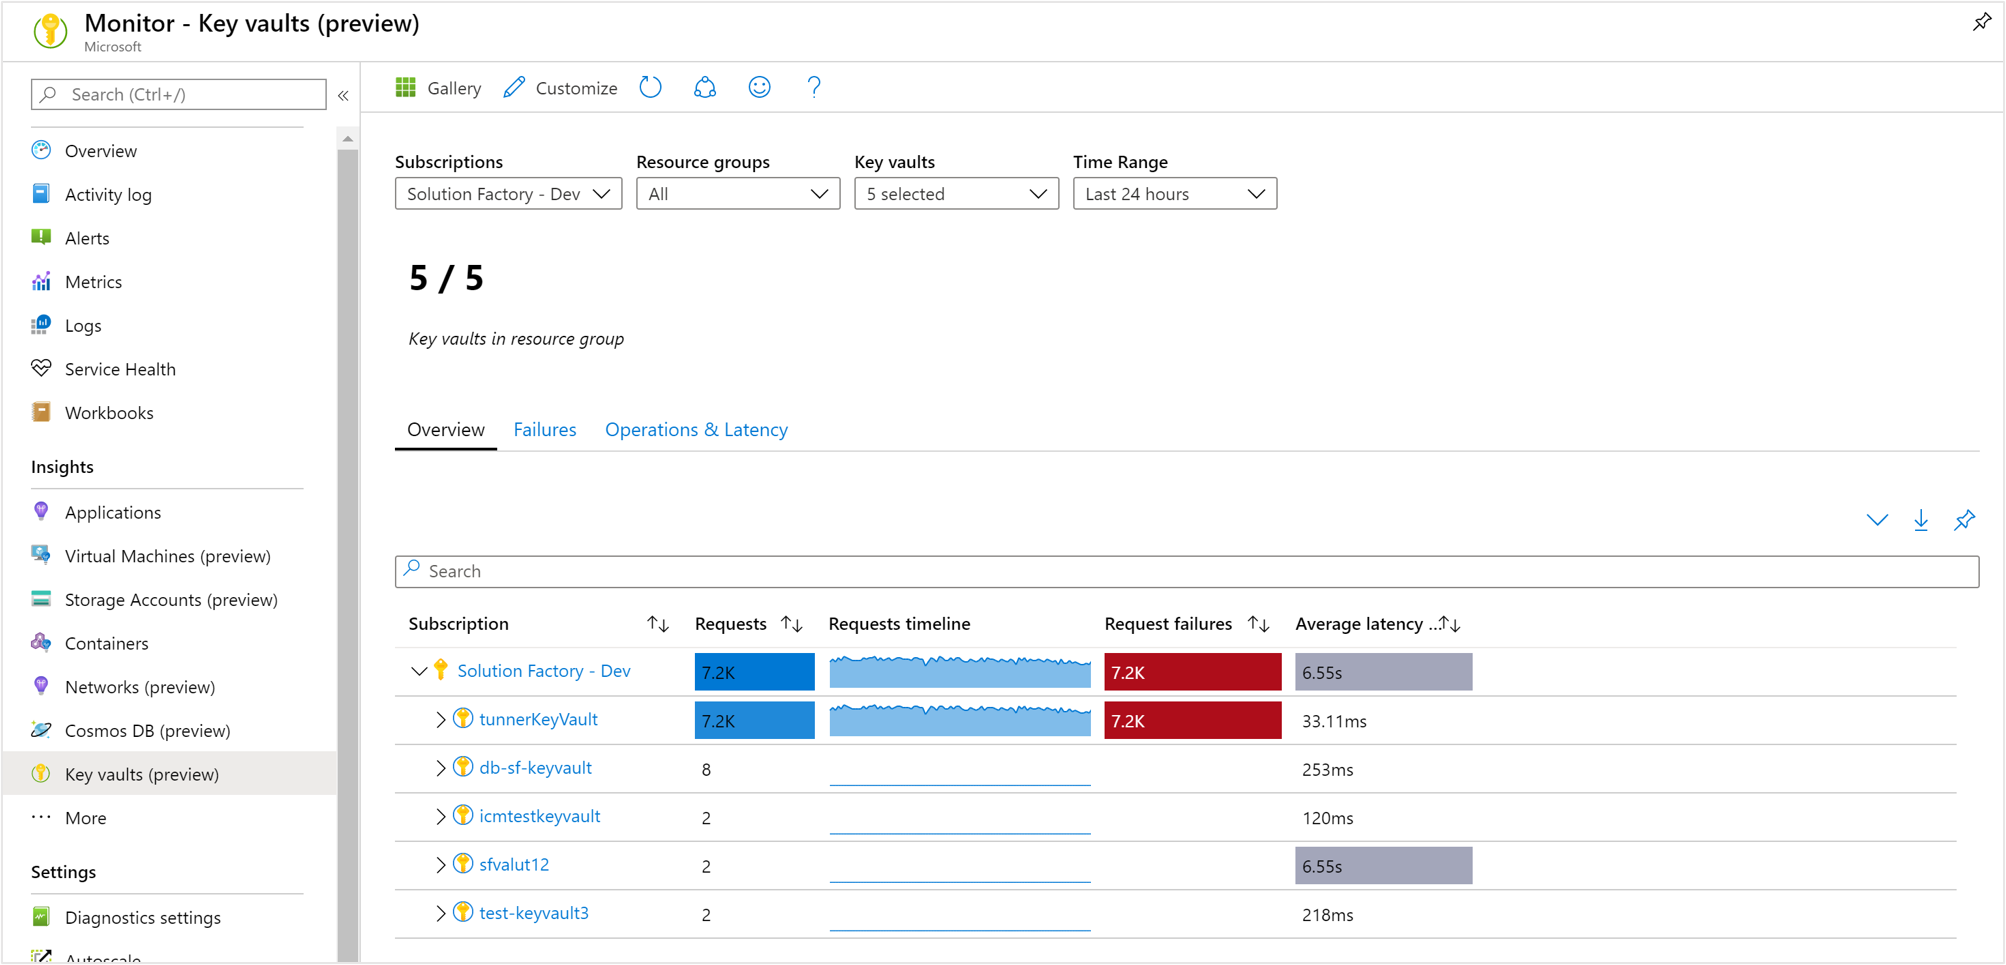 Monitor - Key vaults (preview)
Microsoft
Search (Ctrl+/)
«
Overview
Activity log
Alerts
Metrics
Logs
Service Health
Workbooks
Insights
Applications
Virtual Machines (preview)
Storage Accounts (preview)
Containers
Networks (preview)
Cosmos DB (preview)
Key vaults (preview)
··· More
Settings
Diagnostics settings
Autoscale
Gallery Customize ?
Subscriptions Resource groups Key vaults Time Range
Solution Factory - Dev All 5 selected Last 24 hours
5 / 5
Key vaults in resource group
Overview Failures Operations & Latency
Search
Subscription Requests Requests timeline Request failures Average latency ...
Solution Factory - Dev 7.2K 7.2K 6.55s
tunnerKeyVault 7.2K 7.2K 33.11ms
db-sf-keyvault 8 253ms
icmtestkeyvault 2 120ms
sfvalut12 2 6.55s
test-keyvault3 2 218ms